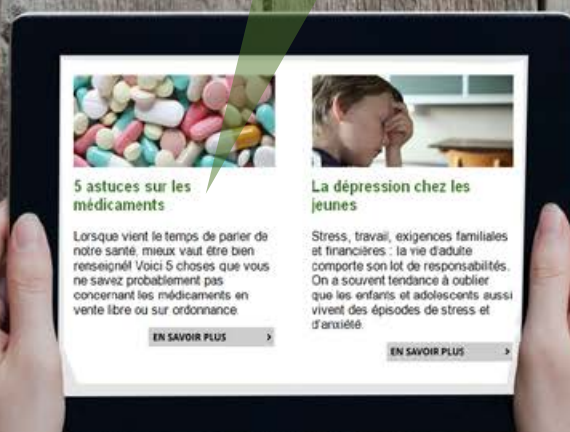 5 astuces sur les
médicaments
Lorsque vient le temps de parler de
notre santé, mieux vaut être bien
renseigné! Voici 5 choses que vous
ne savez probablement pas
concernant les médicaments en
vente libre ou sur ordonnance.
EN SAVOIR PLUS >
La dépression chez les
jeunes
Stress, travail, exigences familiales
et financières : la vie d'adulte
comporte son lot de responsabilités.
On a souvent tendance à oublier
que les enfants et adolescents aussi
vivent des épisodes de stress et
d'anxiété.
EN SAVOIR PLUS >